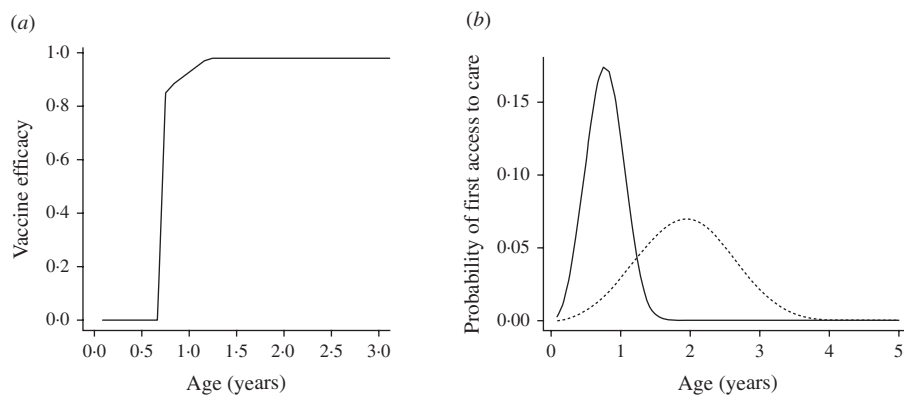 (a)
Vaccine efficacy
1·0
0·8
0·6
0·4
0·2
0·0
0·0 0·5 1·0 1·5 2·0 2·5 3·0
Age (years)
(b)
Probability of first access to care
0·15
0·10
0·05
0·00
0 1 2 3 4 5
Age (years)